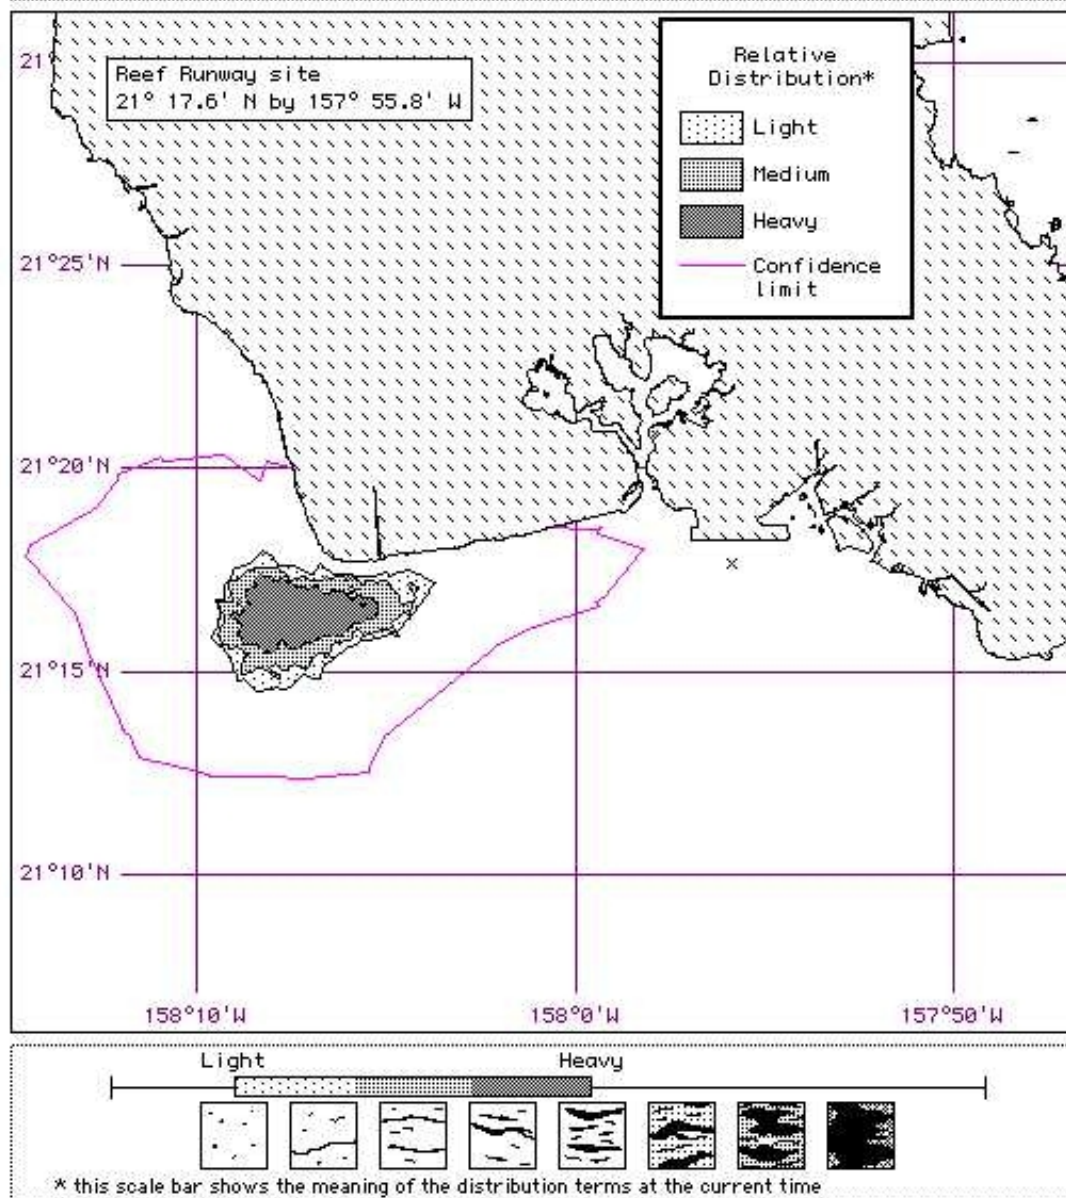 Reef Runway site
21° 17.6' N by 157° 55.8' W
Relative
Distribution*
Light
Medium
Heavy
Confidence
limit
21°
21°25'N
21°20'N
21°15'N
21°10'N
158°10'W
158°0'W
157°50'W
Light
Heavy
* this scale bar shows the meaning of the distribution terms at the current time